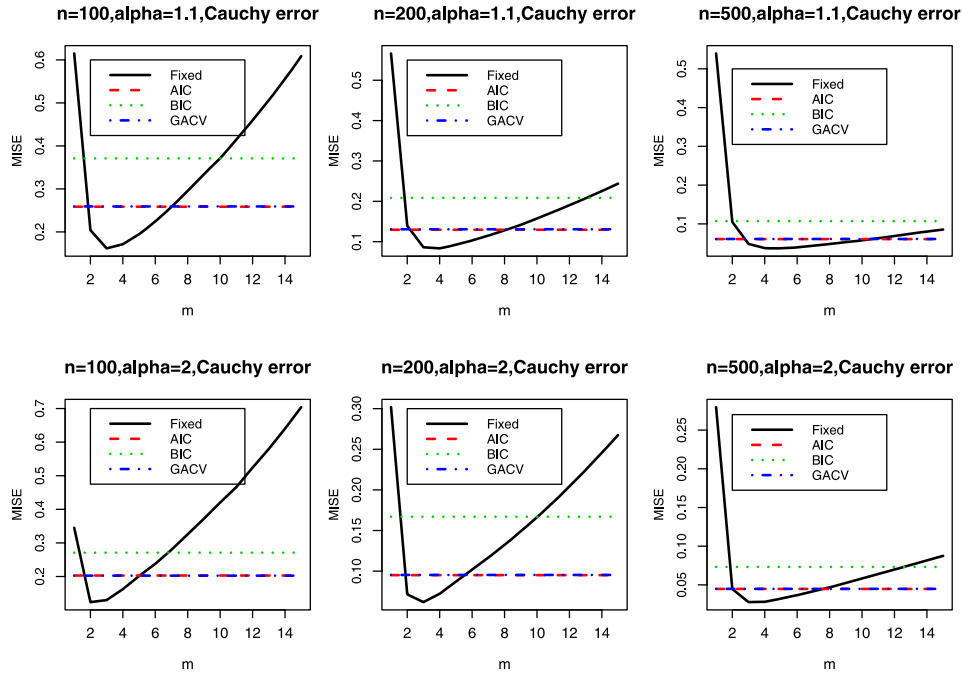 n=100,alpha=1.1,Cauchy error
n=200,alpha=1.1,Cauchy error
n=500,alpha=1.1,Cauchy error
MISE
0.2 0.3 0.4 0.5 0.6
Fixed
AIC
BIC
GACV
2 4 6 8 10 12 14
m
MISE
0.1 0.2 0.3 0.4 0.5
Fixed
AIC
BIC
GACV
2 4 6 8 10 12 14
m
MISE
0.1 0.2 0.3 0.4 0.5
Fixed
AIC
BIC
GACV
2 4 6 8 10 12 14
m
n=100,alpha=2,Cauchy error
n=200,alpha=2,Cauchy error
n=500,alpha=2,Cauchy error
MISE
0.2 0.3 0.4 0.5 0.6 0.7
Fixed
AIC
BIC
GACV
2 4 6 8 10 12 14
m
MISE
0.10 0.15 0.20 0.25 0.30
Fixed
AIC
BIC
GACV
2 4 6 8 10 12 14
m
MISE
0.05 0.10 0.15 0.20 0.25
Fixed
AIC
BIC
GACV
2 4 6 8 10 12 14
m